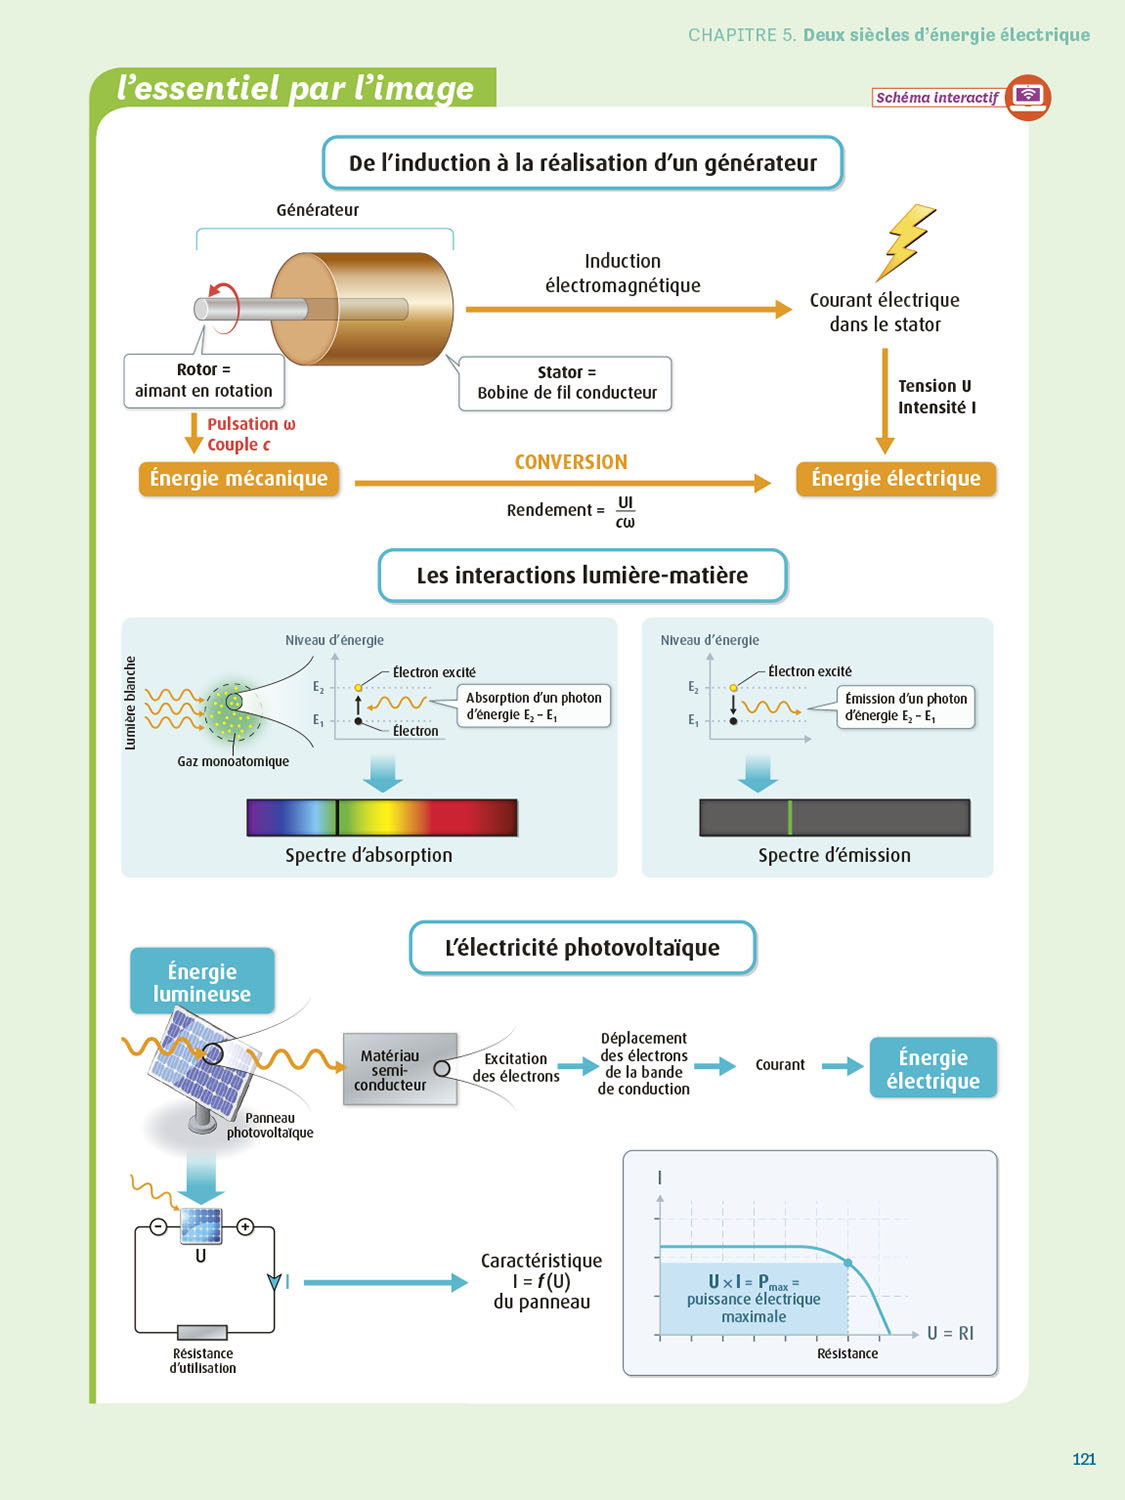 CHAPITRE 5. Deux siècles d'énergie électrique
l'essentiel par l'image
Schéma interactif
De l'induction à la réalisation d'un générateur
Générateur
Induction
électromagnétique
Courant électrique
dans le stator
Rotor =
aimant en rotation
Stator =
Bobine de fil conducteur
Tension U
Intensité I
Pulsation ω
Couple c
Énergie mécanique
CONVERSION
Énergie électrique
Rendement = UI
cω
Les interactions lumière-matière
Lumière blanche
Gaz monoatomique
Niveau d'énergie
Électron excité
E₂
Absorption d'un photon
d'énergie E₂ – E₁
E₁
Électron
Spectre d'absorption
Niveau d'énergie
Électron excité
E₂
Émission d'un photon
d'énergie E₂ – E₁
E₁
Spectre d'émission
L'électricité photovoltaïque
Énergie
lumineuse
Panneau
photovoltaïque
Matériau
semi-
conducteur
Excitation
des électrons
Déplacement
des électrons
de la bande
de conduction
Courant
Énergie
électrique
–
+
U
I
Résistance
d'utilisation
Caractéristique
I = f(U)
du panneau
I
U × I = Pmax =
puissance électrique
maximale
U = RI
Résistance
121